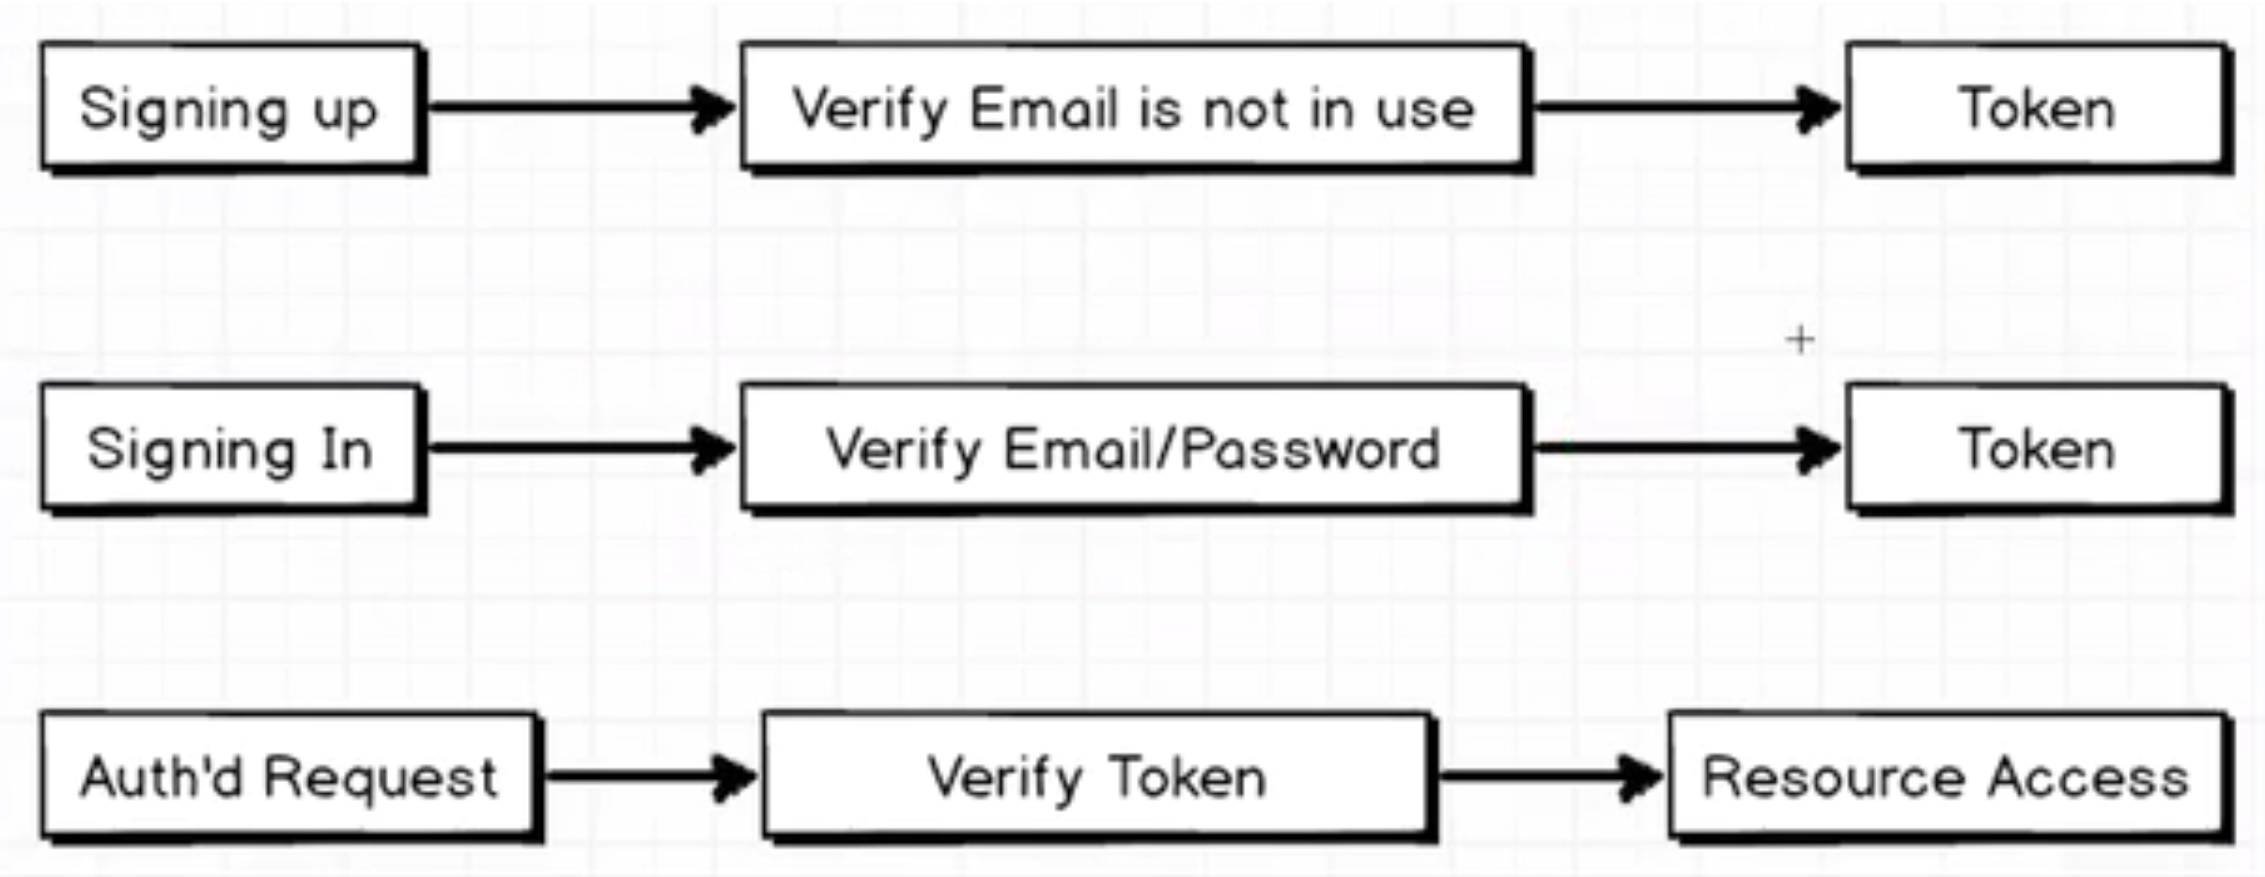 Signing up
Verify Email is not in use
Token
Signing In
Verify Email/Password
Token
Auth'd Request
Verify Token
Resource Access